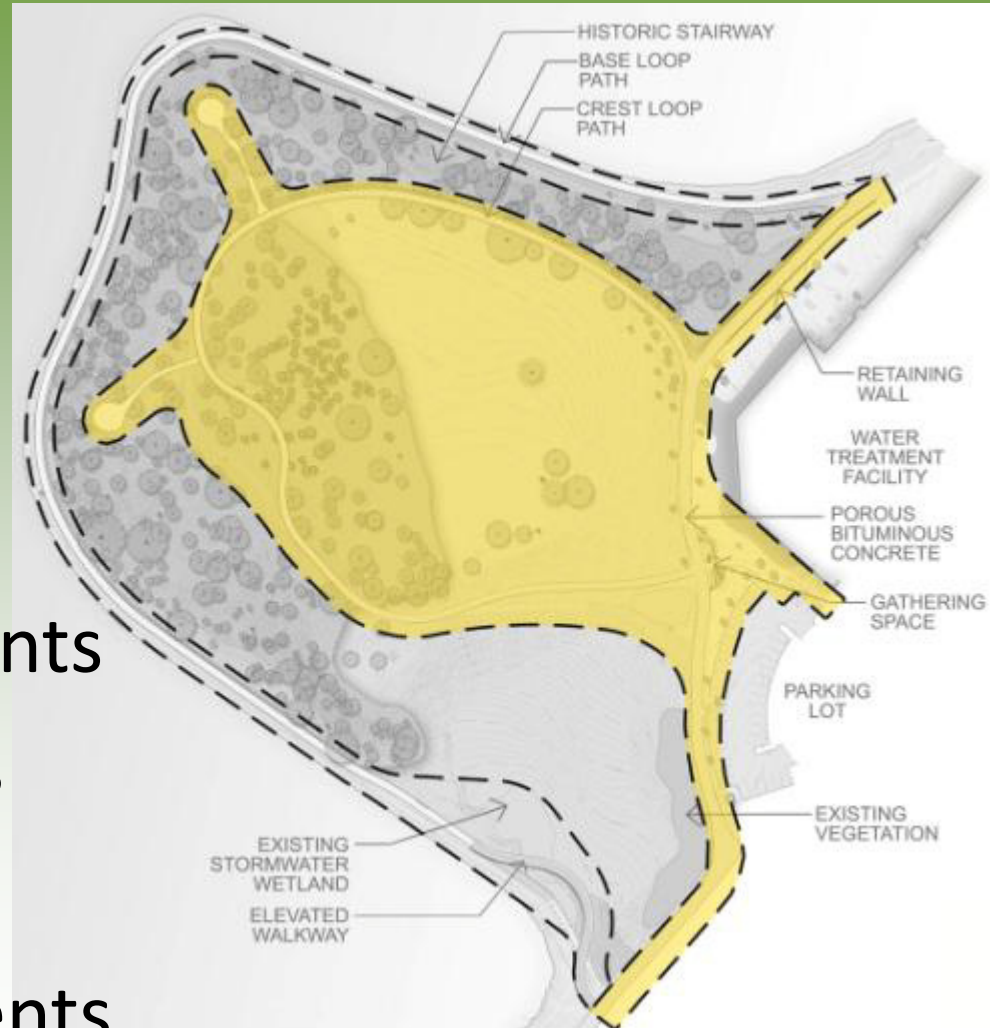 HISTORIC STAIRWAY
BASE LOOP
PATH
CREST LOOP
PATH
RETAINING
WALL
WATER
TREATMENT
FACILITY
POROUS
BITUMINOUS
CONCRETE
GATHERING
SPACE
PARKING
LOT
EXISTING
VEGETATION
EXISTING
STORMWATER
WETLAND
ELEVATED
WALKWAY
nts
ents